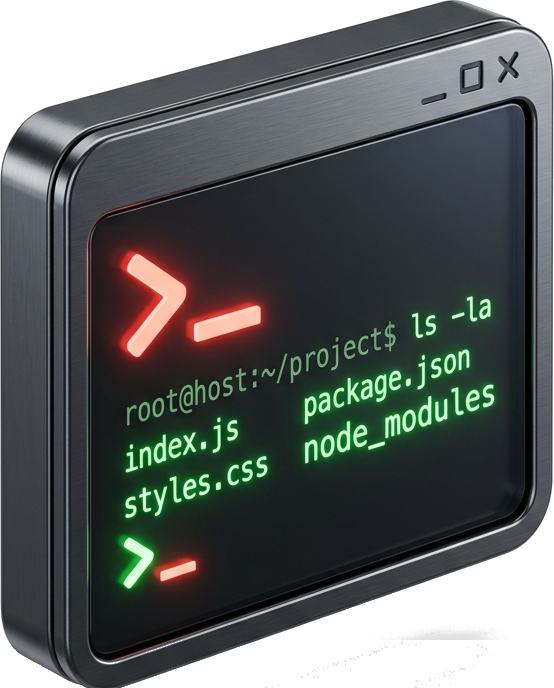 >_
root@host:~/project$ ls -la
index.js package.json
styles.css node_modules
>_